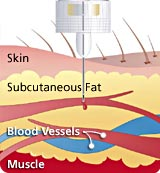 Skin
Subcutaneous Fat
Blood Vessels
Muscle